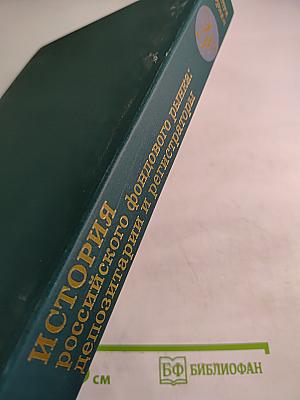 ИСТОРИЯ
российского фондового рынка:
депозитарии и регистраторы
см
БФ БИБЛИОФАН